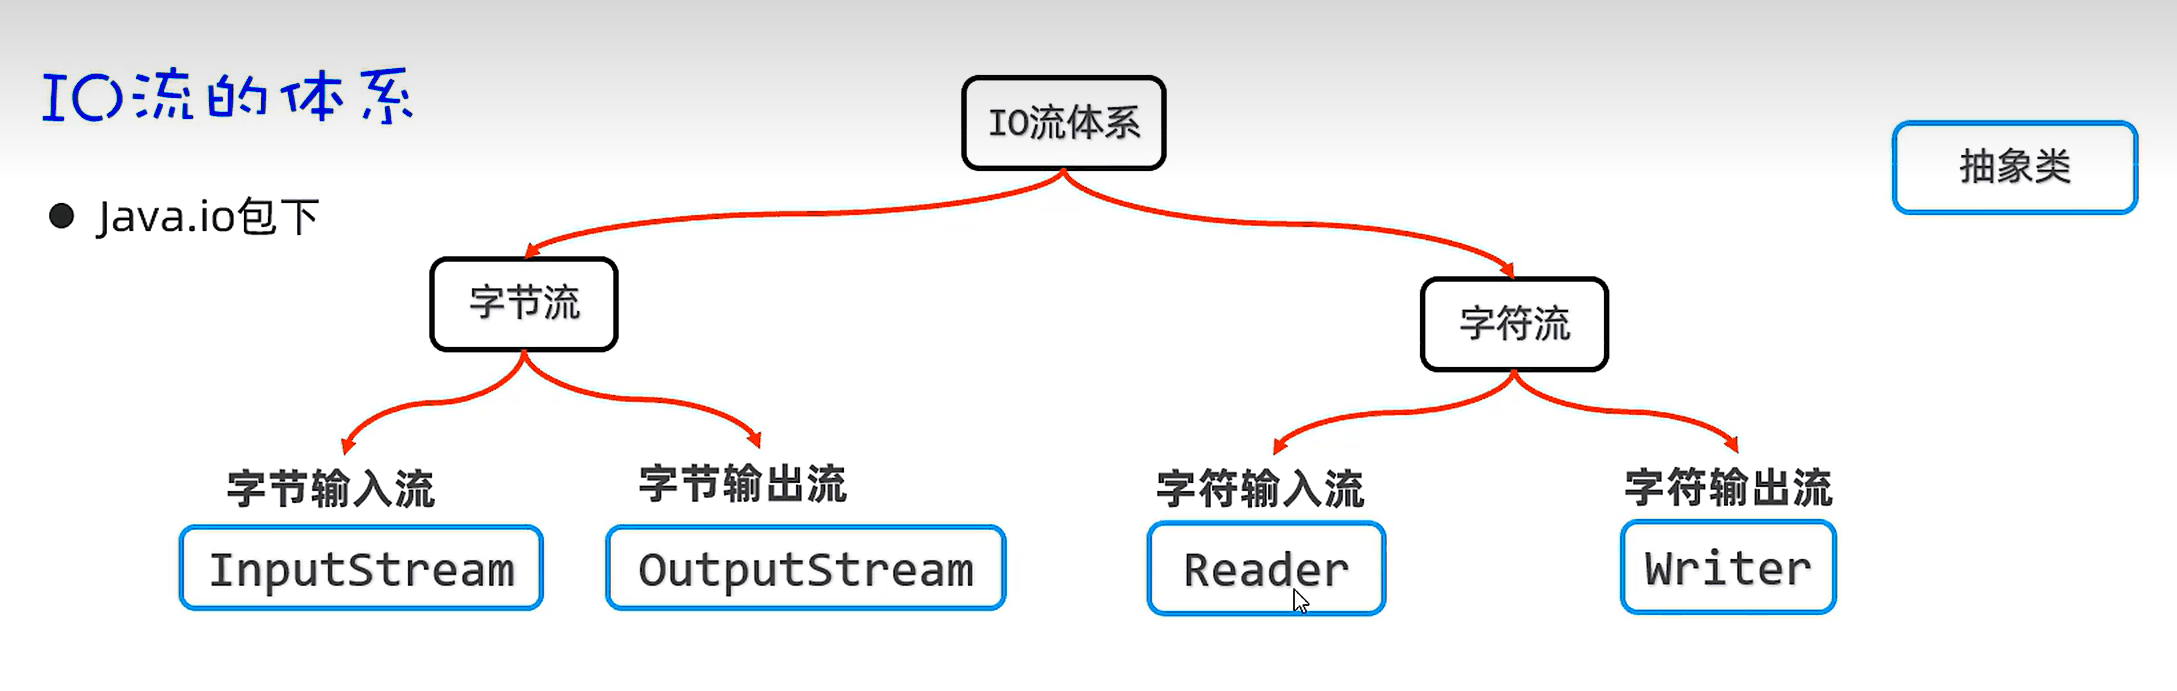 IO流的体系
IO流体系
抽象类
Java.io包下
字节流
字符流
字节输入流
字节输出流
字符输入流
字符输出流
InputStream
OutputStream
Reader
Writer